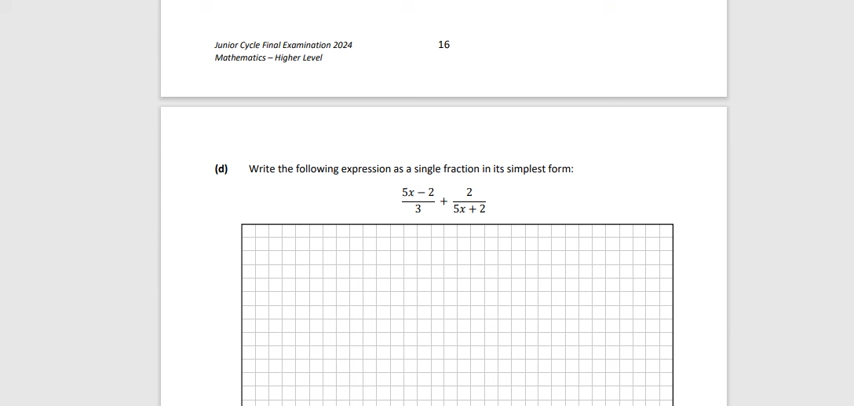 Junior Cycle Final Examination 2024 16
Mathematics – Higher Level
(d) Write the following expression as a single fraction in its simplest form:
5x − 2 / 3 + 2 / 5x + 2